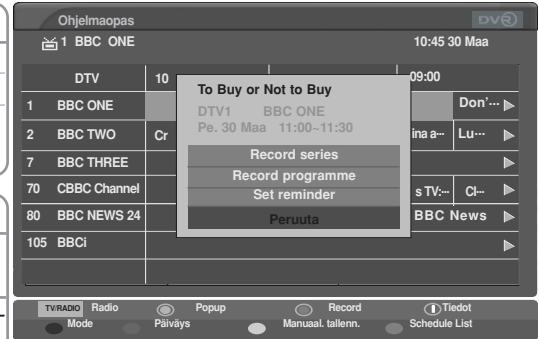 Ohjelmaopas
DVR
1 BBC ONE
10:45 30 Maa
DTV 10 09:00
1 BBC ONE Don'...
2 BBC TWO Cr ina a... Lu...
7 BBC THREE
70 CBBC Channel s TV:... CI...
80 BBC NEWS 24 BBC News
105 BBCi
To Buy or Not to Buy
DTV1 BBC ONE
Pe. 30 Maa 11:00~11:30
Record series
Record programme
Set reminder
Peruuta
TV/RADIO Radio Popup Record Tiedot
Mode Päiväys Manuaal. tallenn. Schedule List